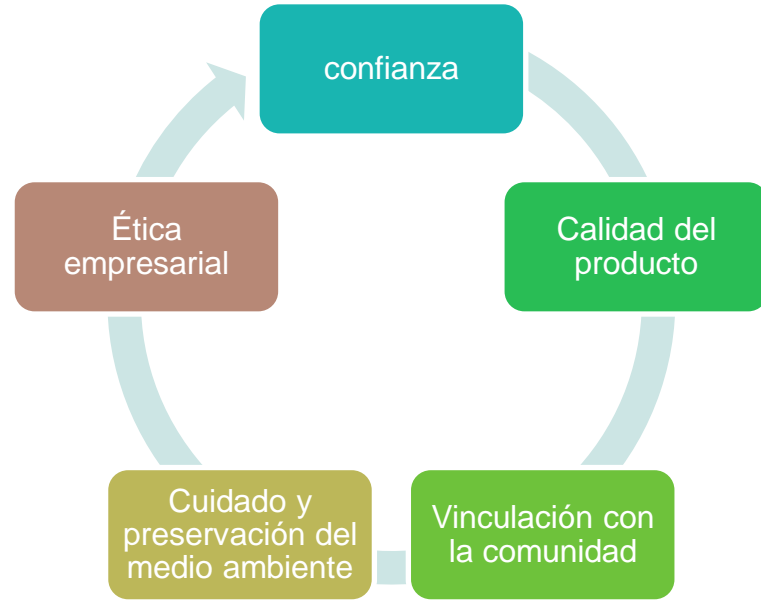 confianza
Calidad del
producto
Vinculación con
la comunidad
Cuidado y
preservación del
medio ambiente
Ética
empresarial